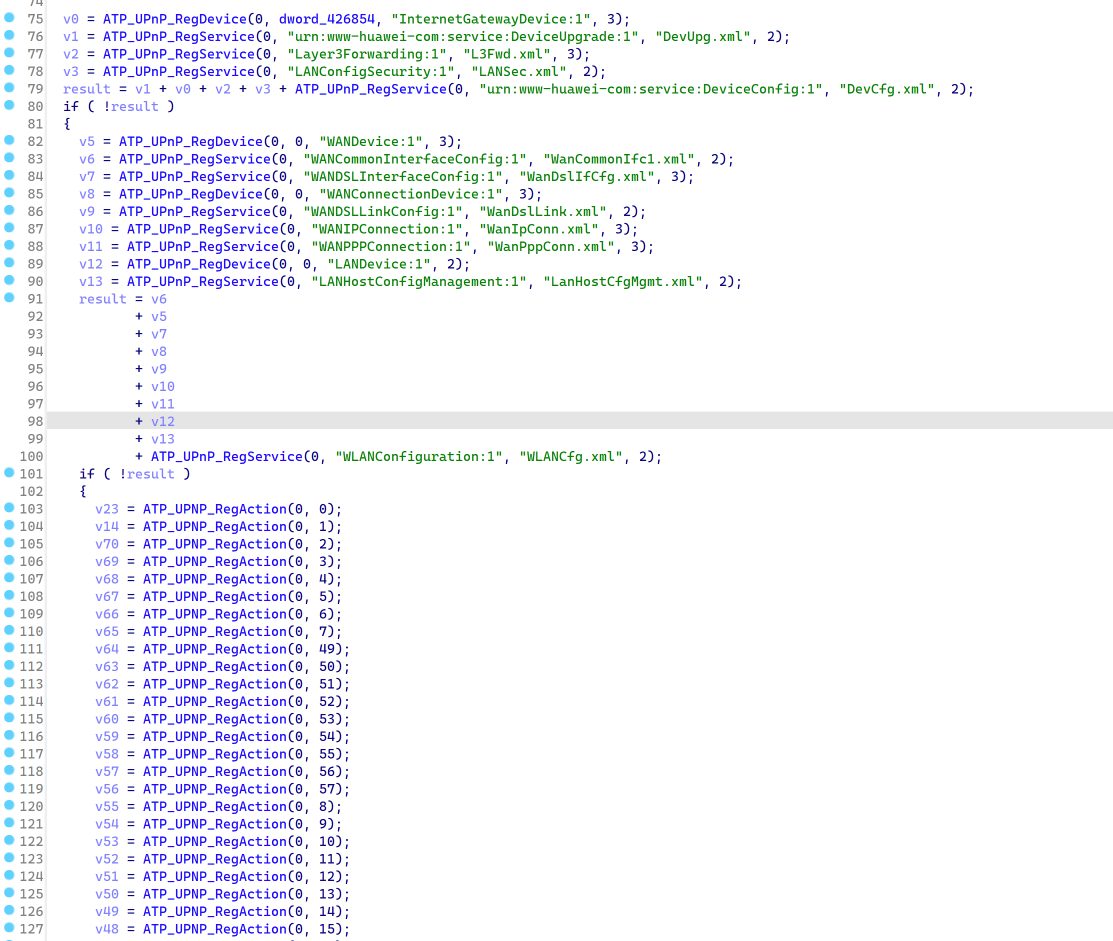 74
75 v0 = ATP_UPnP_RegDevice(0, dword_426854, "InternetGatewayDevice:1", 3);
76 v1 = ATP_UPnP_RegService(0, "urn:www-huawei-com:service:DeviceUpgrade:1", "DevUpg.xml", 2);
77 v2 = ATP_UPnP_RegService(0, "Layer3Forwarding:1", "L3Fwd.xml", 3);
78 v3 = ATP_UPnP_RegService(0, "LANConfigSecurity:1", "LANSec.xml", 2);
79 result = v1 + v0 + v2 + v3 + ATP_UPnP_RegService(0, "urn:www-huawei-com:service:DeviceConfig:1", "DevCfg.xml", 2);
80 if ( !result )
81 {
82 v5 = ATP_UPnP_RegDevice(0, 0, "WANDevice:1", 3);
83 v6 = ATP_UPnP_RegService(0, "WANCommonInterfaceConfig:1", "WanCommonIfc1.xml", 2);
84 v7 = ATP_UPnP_RegService(0, "WANDSLInterfaceConfig:1", "WanDslIfCfg.xml", 3);
85 v8 = ATP_UPnP_RegDevice(0, 0, "WANConnectionDevice:1", 3);
86 v9 = ATP_UPnP_RegService(0, "WANDSLLinkConfig:1", "WanDslLink.xml", 2);
87 v10 = ATP_UPnP_RegService(0, "WANIPConnection:1", "WanIpConn.xml", 3);
88 v11 = ATP_UPnP_RegService(0, "WANPPPConnection:1", "WanPppConn.xml", 3);
89 v12 = ATP_UPnP_RegDevice(0, 0, "LANDevice:1", 2);
90 v13 = ATP_UPnP_RegService(0, "LANHostConfigManagement:1", "LanHostCfgMgmt.xml", 2);
91 result = v6
92 + v5
93 + v7
94 + v8
95 + v9
96 + v10
97 + v11
98 + v12
99 + v13
100 + ATP_UPnP_RegService(0, "WLANConfiguration:1", "WLANCfg.xml", 2);
101 if ( !result )
102 {
103 v23 = ATP_UPNP_RegAction(0, 0);
104 v14 = ATP_UPNP_RegAction(0, 1);
105 v70 = ATP_UPNP_RegAction(0, 2);
106 v69 = ATP_UPNP_RegAction(0, 3);
107 v68 = ATP_UPNP_RegAction(0, 4);
108 v67 = ATP_UPNP_RegAction(0, 5);
109 v66 = ATP_UPNP_RegAction(0, 6);
110 v65 = ATP_UPNP_RegAction(0, 7);
111 v64 = ATP_UPNP_RegAction(0, 49);
112 v63 = ATP_UPNP_RegAction(0, 50);
113 v62 = ATP_UPNP_RegAction(0, 51);
114 v61 = ATP_UPNP_RegAction(0, 52);
115 v60 = ATP_UPNP_RegAction(0, 53);
116 v59 = ATP_UPNP_RegAction(0, 54);
117 v58 = ATP_UPNP_RegAction(0, 55);
118 v57 = ATP_UPNP_RegAction(0, 56);
119 v56 = ATP_UPNP_RegAction(0, 57);
120 v55 = ATP_UPNP_RegAction(0, 8);
121 v54 = ATP_UPNP_RegAction(0, 9);
122 v53 = ATP_UPNP_RegAction(0, 10);
123 v52 = ATP_UPNP_RegAction(0, 11);
124 v51 = ATP_UPNP_RegAction(0, 12);
125 v50 = ATP_UPNP_RegAction(0, 13);
126 v49 = ATP_UPNP_RegAction(0, 14);
127 v48 = ATP_UPNP_RegAction(0, 15);